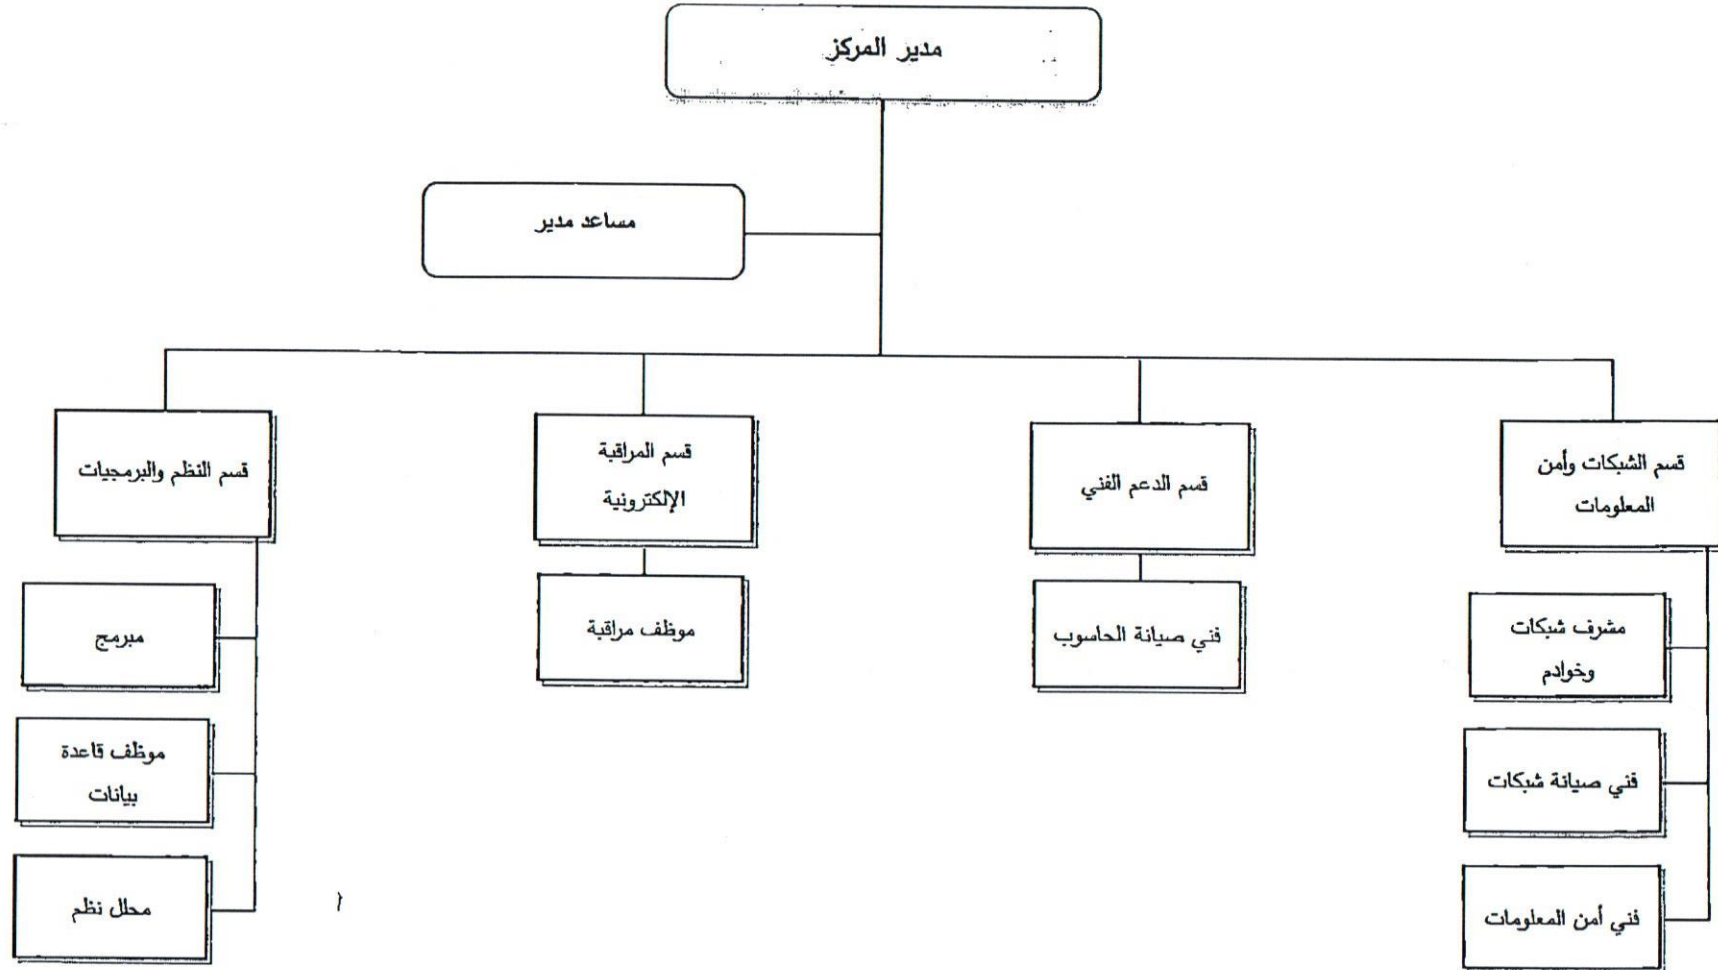 مدير المركز
مساعد مدير
قسم الشبكات وأمن
المعلومات
مشرف شبكات
وخوادم
فني صيانة شبكات
فني أمن المعلومات
قسم الدعم الفني
فني صيانة الحاسوب
قسم المراقبة
الإلكترونية
موظف مراقبة
قسم النظم والبرمجيات
مبرمج
موظف قاعدة
بيانات
محلل نظم